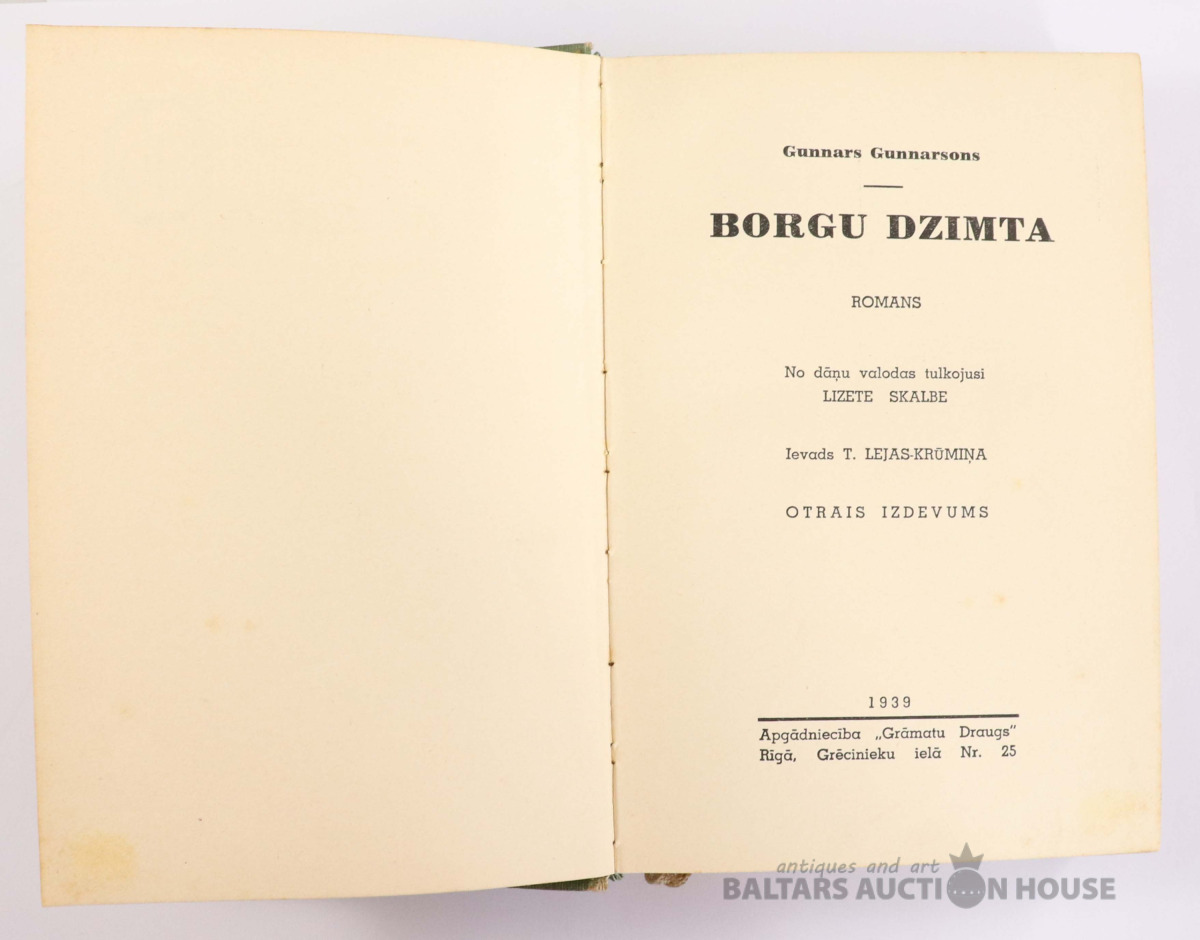 Gunnars Gunnarsons
BORGU DZIMTA
ROMANS
No dāņu valodas tulkojusi
LIZETE SKALBE
Ievads T. LEJAS-KRŪMIŅA
OTRAIS IZDEVUMS
1939
Apgādniecība „Grāmatu Draugs"
Rīgā, Grēcinieku ielā Nr. 25
antiques and art
BALTARS AUCTION HOUSE